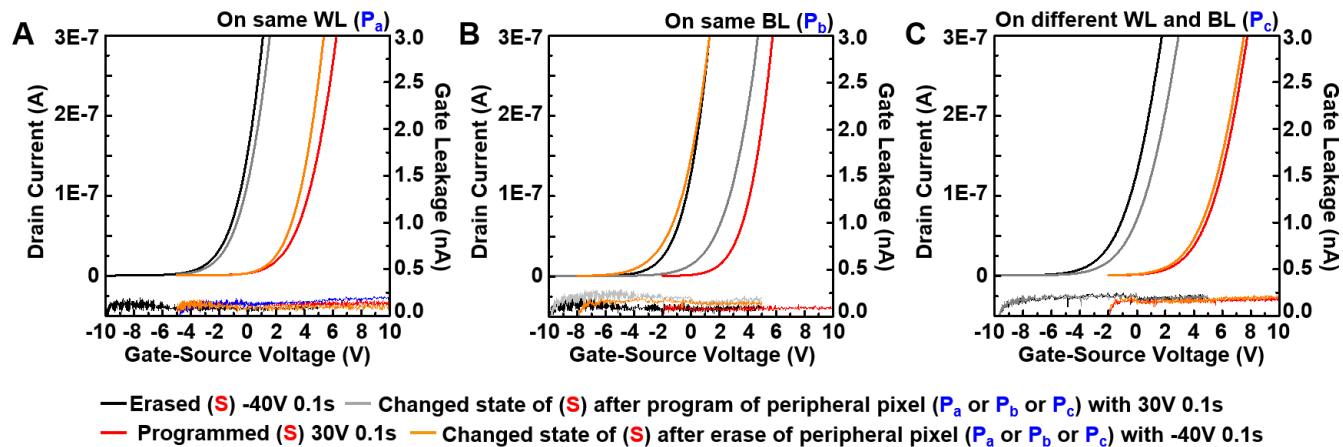 A
On same WL (Pa)
3E-7
2E-7
1E-7
0
Drain Current (A)
3.0
2.5
2.0
1.5
1.0
0.5
0.0
Gate Leakage (nA)
-10 -8 -6 -4 -2 0 2 4 6 8 10
Gate-Source Voltage (V)
B
On same BL (Pb)
3E-7
2E-7
1E-7
0
Drain Current (A)
3.0
2.5
2.0
1.5
1.0
0.5
0.0
Gate Leakage (nA)
-10 -8 -6 -4 -2 0 2 4 6 8 10
Gate-Source Voltage (V)
C
On different WL and BL (Pc)
3E-7
2E-7
1E-7
0
Drain Current (A)
3.0
2.5
2.0
1.5
1.0
0.5
0.0
Gate Leakage (nA)
-10 -8 -6 -4 -2 0 2 4 6 8 10
Gate-Source Voltage (V)
Erased (S) -40V 0.1s Changed state of (S) after program of peripheral pixel (Pa or Pb or Pc) with 30V 0.1s
Programmed (S) 30V 0.1s Changed state of (S) after erase of peripheral pixel (Pa or Pb or Pc) with -40V 0.1s